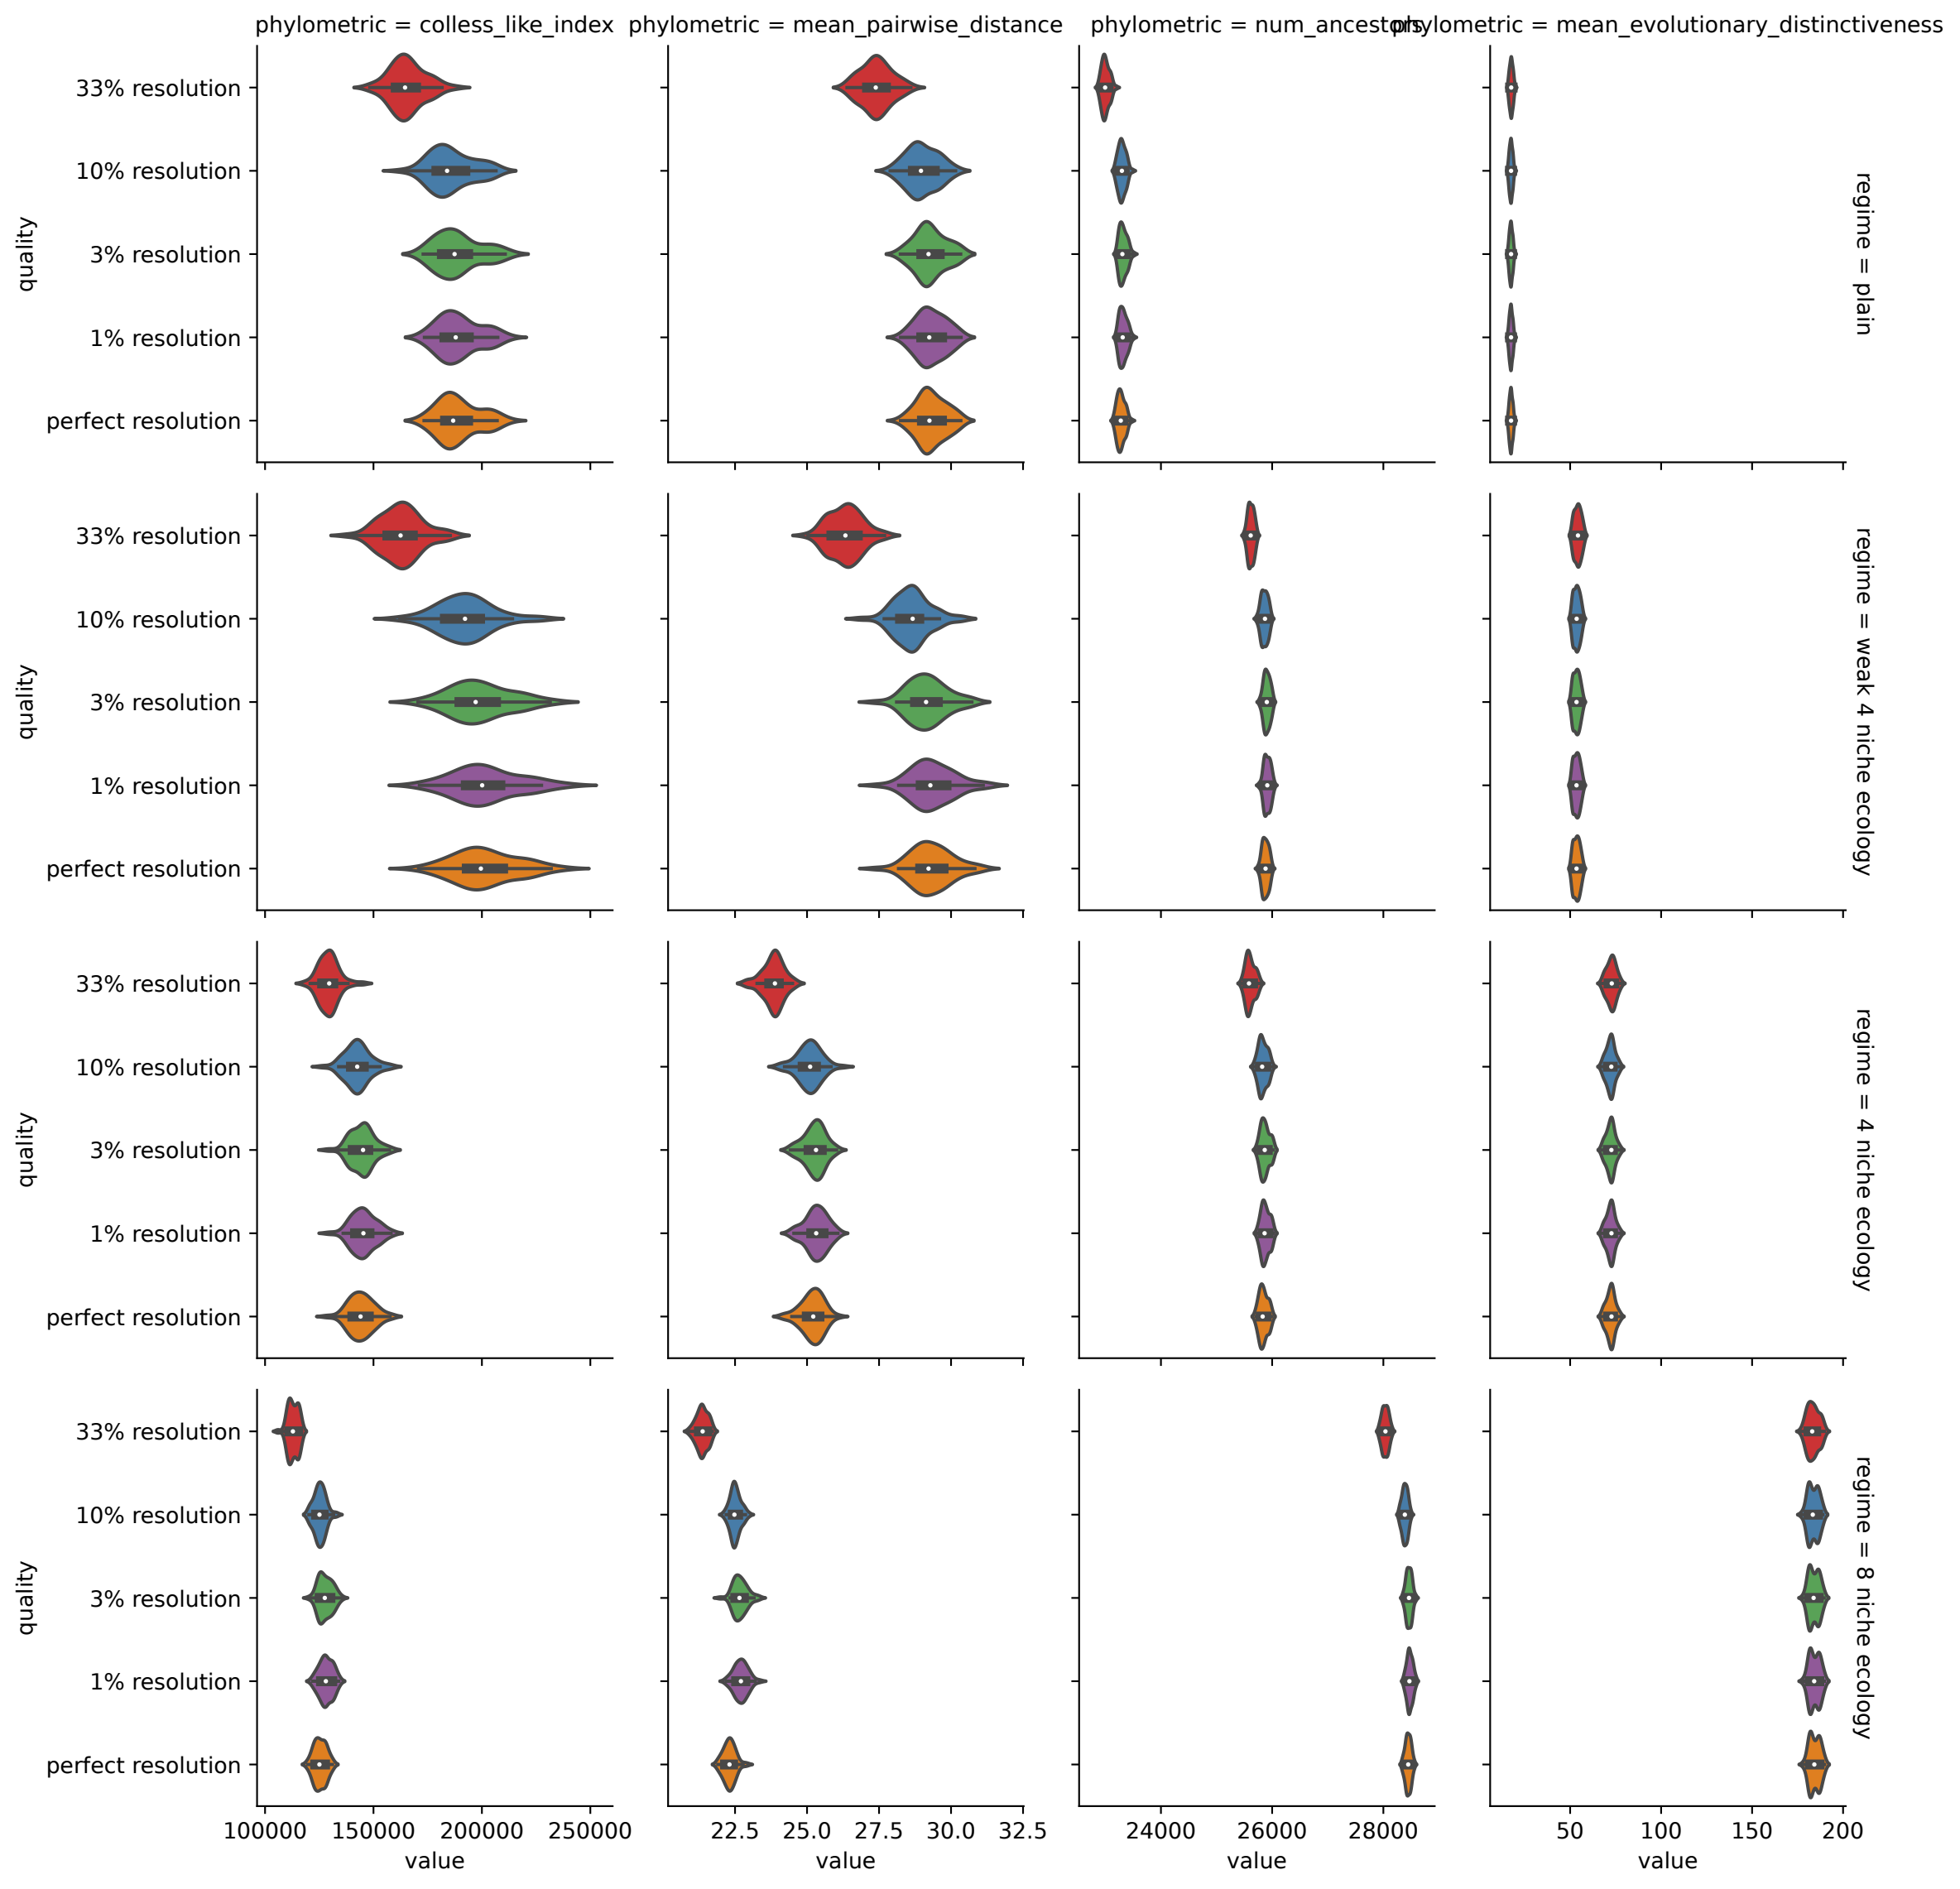 phylometric = colless_like_index
phylometric = mean_pairwise_distance
phylometric = num_ancestors
phylometric = mean_evolutionary_distinctiveness
quality
33% resolution
10% resolution
3% resolution
1% resolution
perfect resolution
regime = plain
quality
33% resolution
10% resolution
3% resolution
1% resolution
perfect resolution
regime = weak 4 niche ecology
quality
33% resolution
10% resolution
3% resolution
1% resolution
perfect resolution
regime = 4 niche ecology
quality
33% resolution
10% resolution
3% resolution
1% resolution
perfect resolution
regime = 8 niche ecology
100000 150000 200000 250000
22.5 25.0 27.5 30.0 32.5
24000 26000 28000
50 100 150 200
value
value
value
value